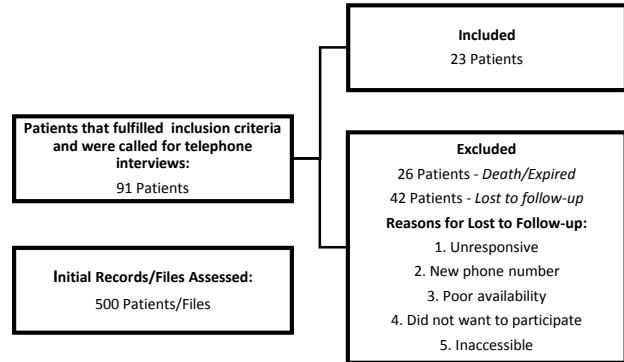 Included
23 Patients
Patients that fulfilled inclusion criteria
and were called for telephone
interviews:
91 Patients
Excluded
26 Patients - Death/Expired
42 Patients - Lost to follow-up
Reasons for Lost to Follow-up:
1. Unresponsive
2. New phone number
3. Poor availability
4. Did not want to participate
5. Inaccessible
Initial Records/Files Assessed:
500 Patients/Files